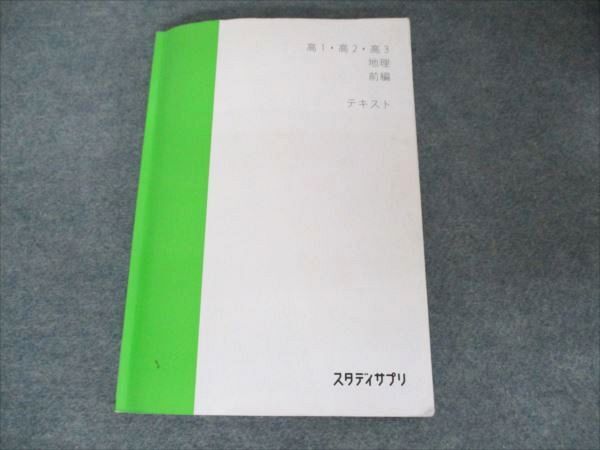 高1・高2・高3
地理
前編
テキスト
スタディサプリ